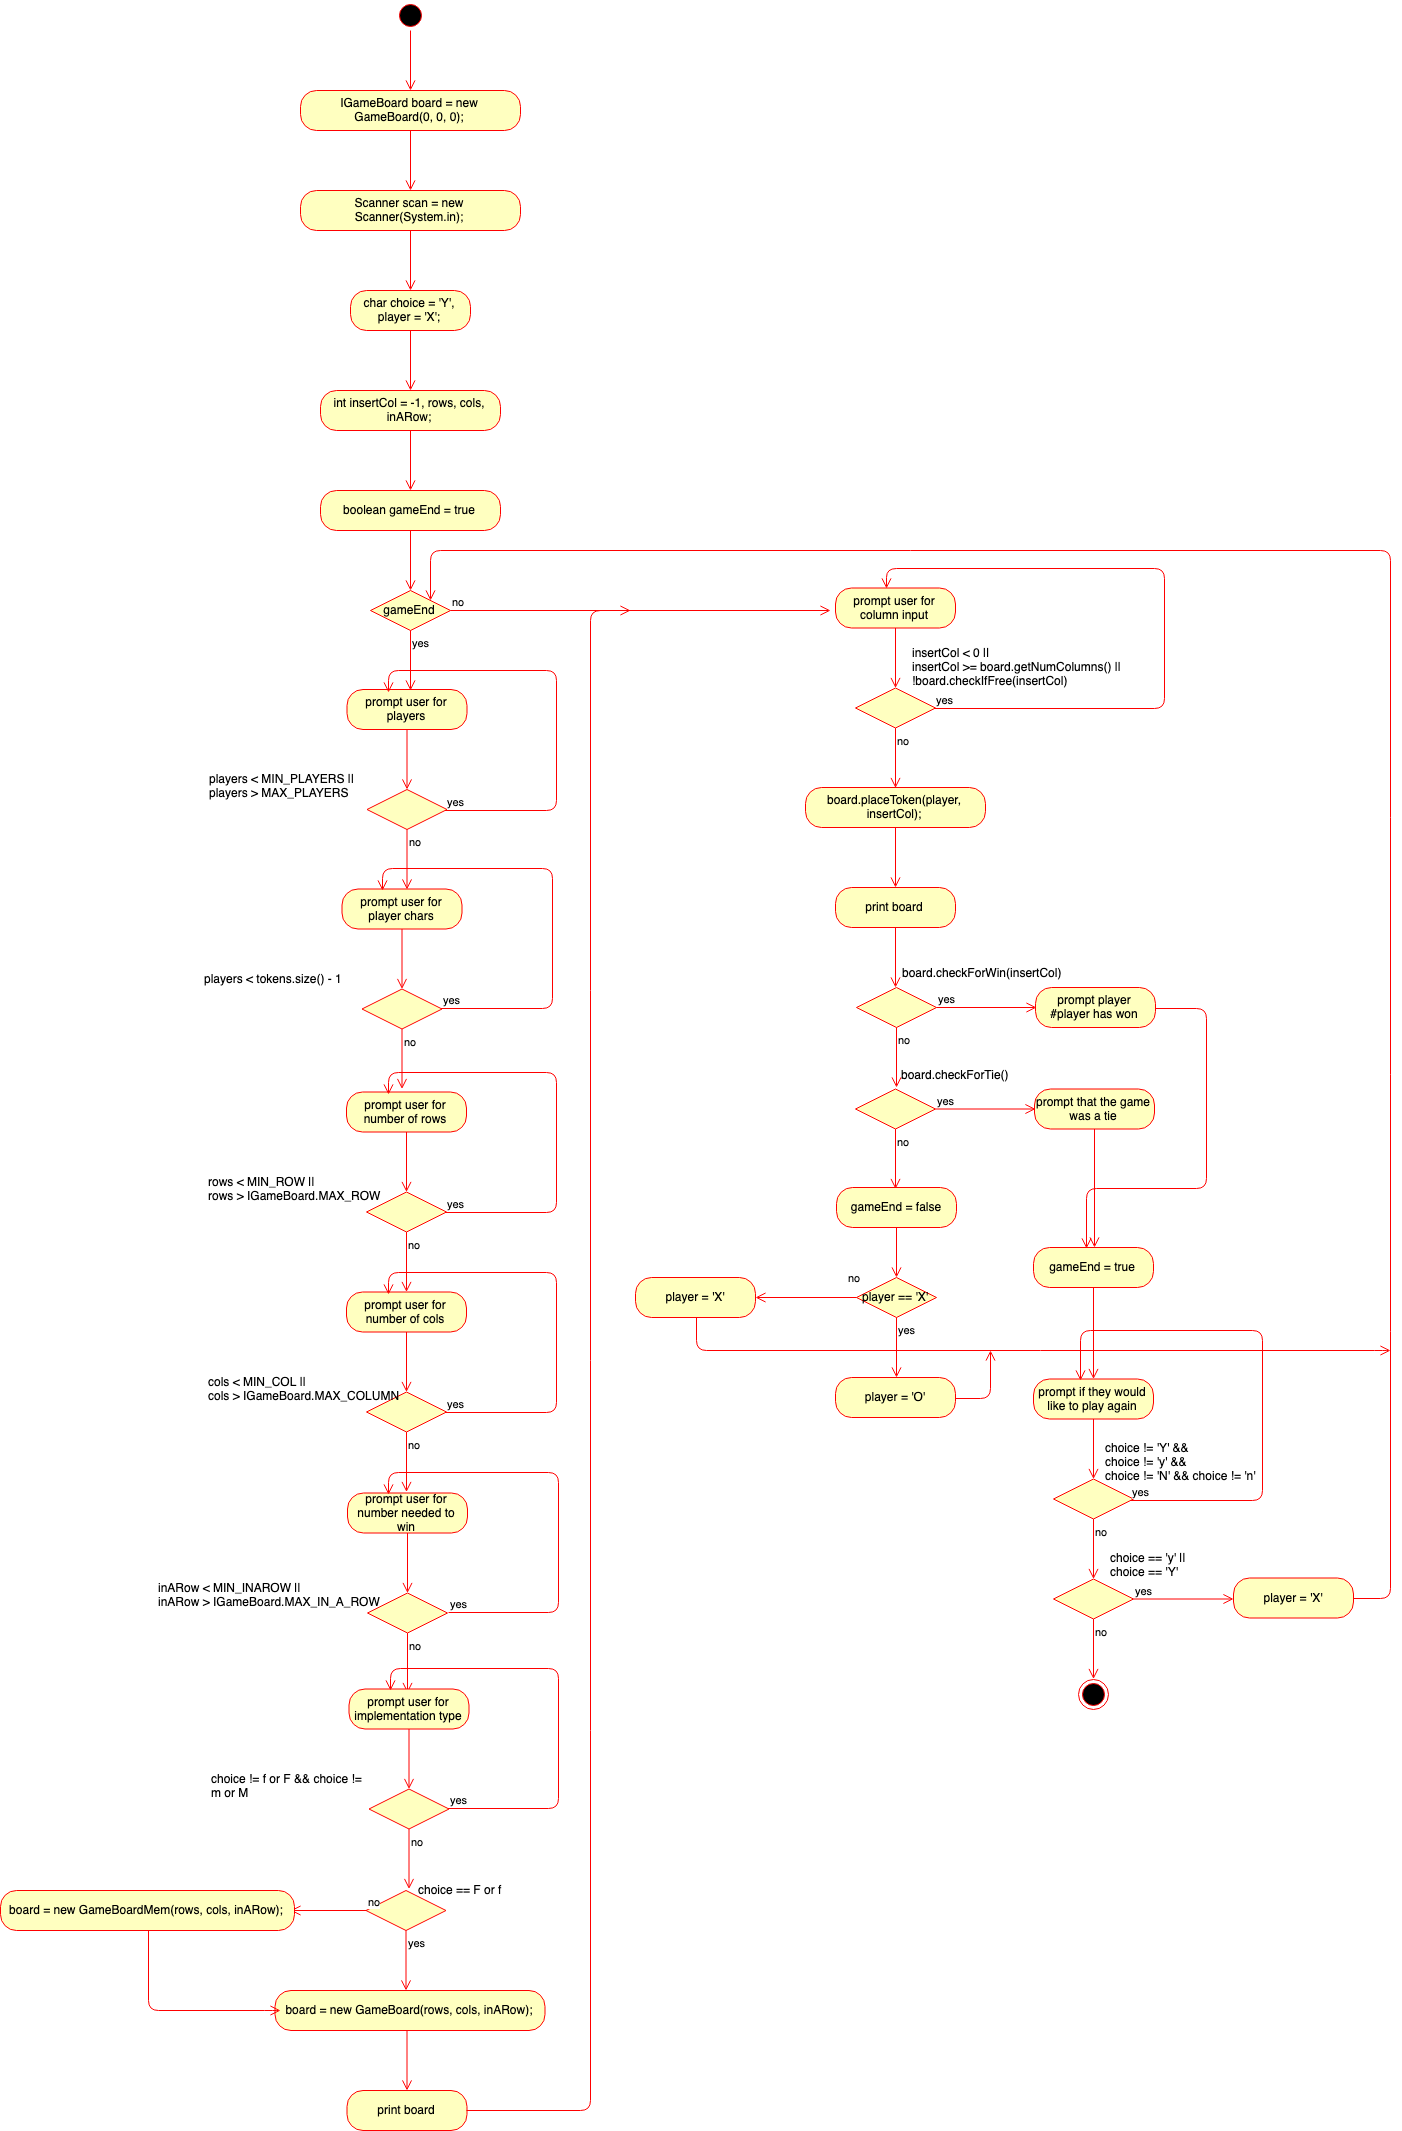 IGameBoard board = new
GameBoard(0, 0, 0);
Scanner scan = new
Scanner(System.in);
char choice = 'Y',
player = 'X';
int insertCol = -1, rows, cols,
inARow;
boolean gameEnd = true
gameEnd
no
yes
prompt user for
players
players < MIN_PLAYERS ||
players > MAX_PLAYERS
yes
no
prompt user for
player chars
players < tokens.size() - 1
yes
no
prompt user for
number of rows
rows < MIN_ROW ||
rows > IGameBoard.MAX_ROW
yes
no
prompt user for
number of cols
cols < MIN_COL ||
cols > IGameBoard.MAX_COLUMN
yes
no
prompt user for
number needed to
win
inARow < MIN_INAROW ||
inARow > IGameBoard.MAX_IN_A_ROW
yes
no
prompt user for
implementation type
choice != f or F && choice !=
m or M
yes
no
choice == F or f
no
yes
board = new GameBoardMem(rows, cols, inARow);
board = new GameBoard(rows, cols, inARow);
print board
prompt user for
column input
insertCol < 0 ||
insertCol >= board.getNumColumns() ||
!board.checkIfFree(insertCol)
yes
no
board.placeToken(player,
insertCol);
print board
board.checkForWin(insertCol)
yes
no
prompt player
#player has won
board.checkForTie()
yes
no
prompt that the game
was a tie
gameEnd = false
gameEnd = true
player == 'X'
no
yes
player = 'X'
player = 'O'
prompt if they would
like to play again
choice != 'Y' &&
choice != 'y' &&
choice != 'N' && choice != 'n'
yes
no
choice == 'y' ||
choice == 'Y'
yes
no
player = 'X'